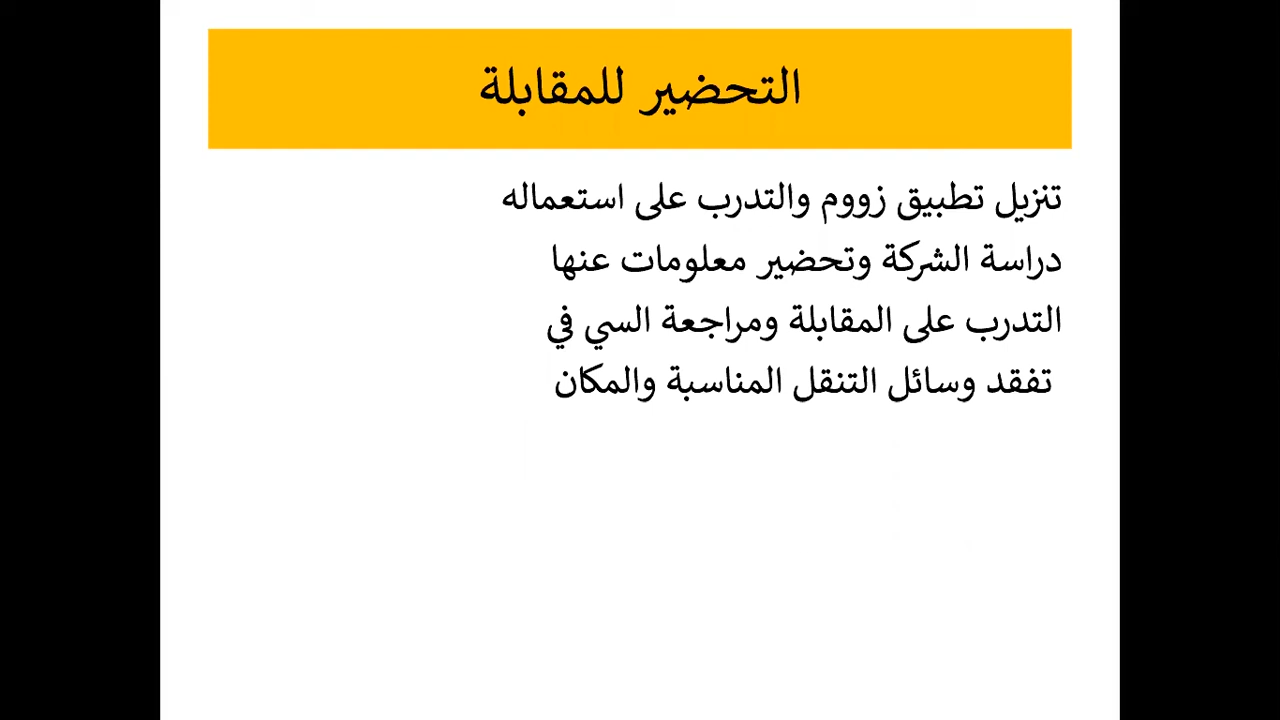 التحضير للمقابلة
تنزيل تطبيق زووم والتدرب على استعماله
دراسة الشركة وتحضير معلومات عنها
التدرب على المقابلة ومراجعة السي في
تفقد وسائل التنقل المناسبة والمكان